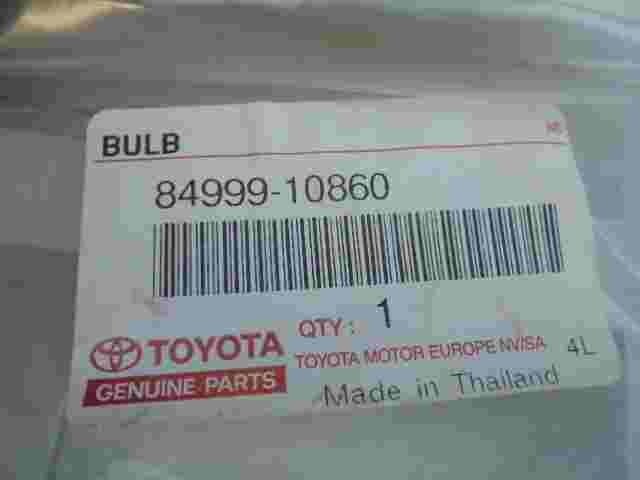 BULB
84999-10860
QTY: 1
TOYOTA
TOYOTA MOTOR EUROPE NV/SA 4L
GENUINE PARTS
Made in Thailand